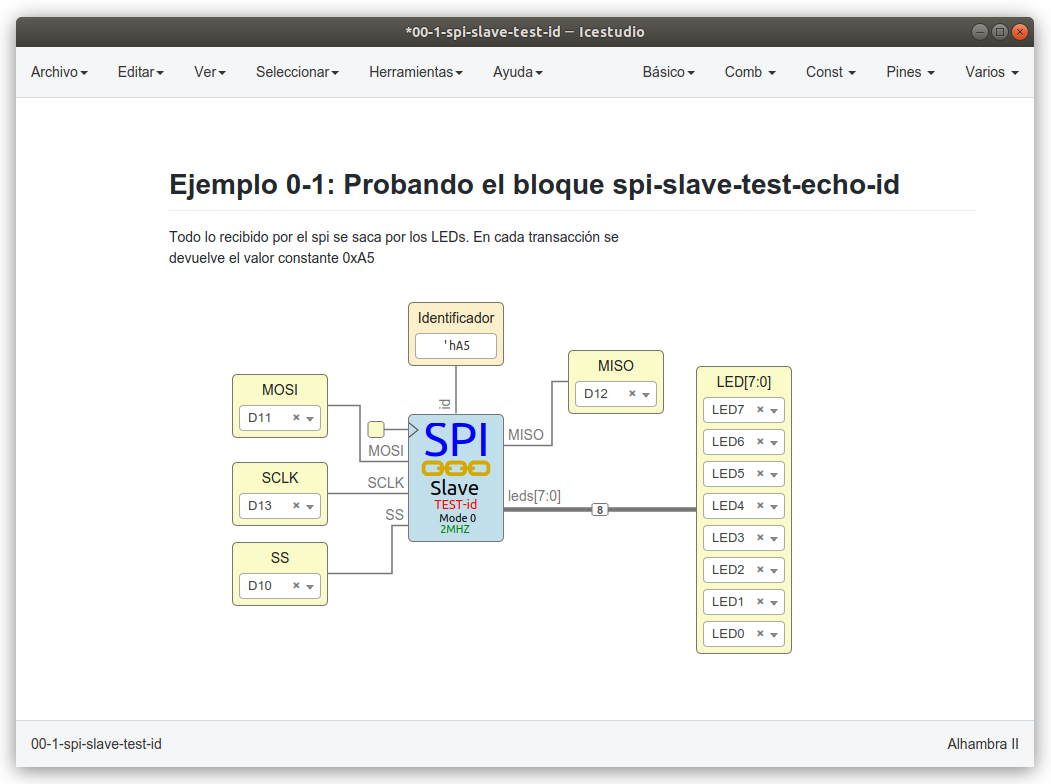 *00-1-spi-slave-test-id — Icestudio
Archivo Editar Ver Seleccionar Herramientas Ayuda Básico Comb Const Pines Varios
Ejemplo 0-1: Probando el bloque spi-slave-test-echo-id
Todo lo recibido por el spi se saca por los LEDs. En cada transacción se
devuelve el valor constante 0xA5
Identificador
'hA5
id
MOSI
D11
MOSI
SCLK
D13
SCLK
SS
D10
SS
SPI
Slave
TEST-id
Mode 0
2MHZ
MISO
MISO
D12
leds[7:0]
8
LED[7:0]
LED7
LED6
LED5
LED4
LED3
LED2
LED1
LED0
00-1-spi-slave-test-id
Alhambra II